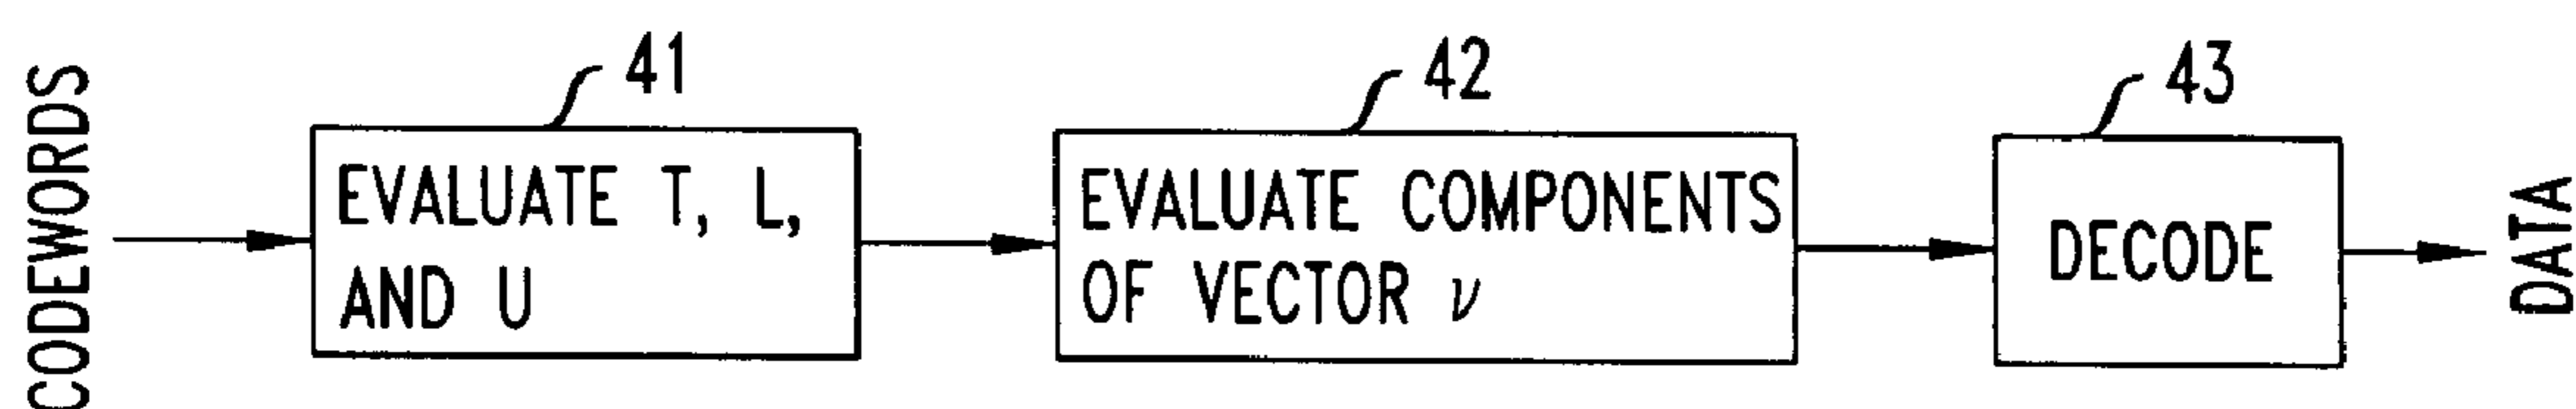 CODEWORDS
41
EVALUATE T, L,
AND U
42
EVALUATE COMPONENTS
OF VECTOR ν
43
DECODE
DATA